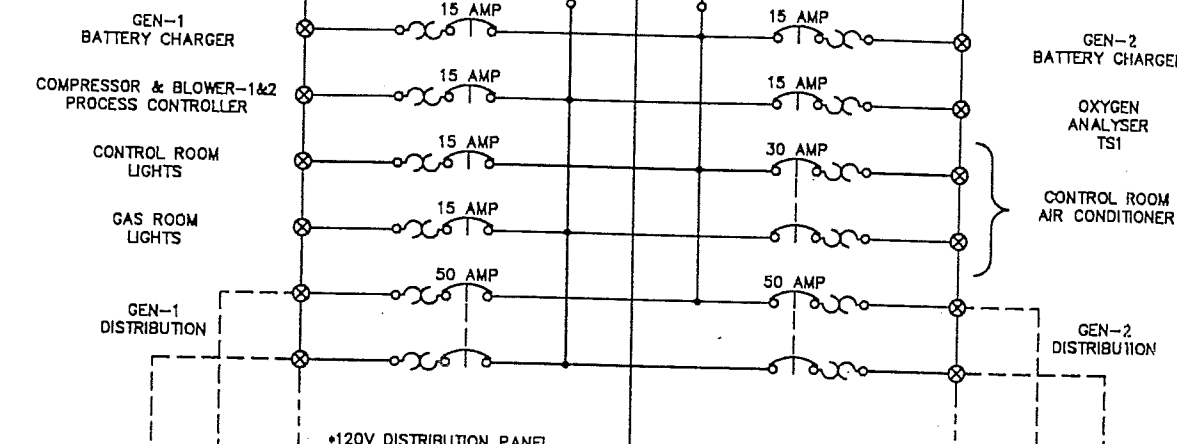 GEN-1
BATTERY CHARGER
15 AMP
15 AMP
GEN-2
BATTERY CHARGER
COMPRESSOR & BLOWER-1&2
PROCESS CONTROLLER
15 AMP
15 AMP
OXYGEN
ANALYSER
TS1
CONTROL ROOM
LIGHTS
15 AMP
30 AMP
CONTROL ROOM
AIR CONDITIONER
GAS ROOM
LIGHTS
15 AMP
GEN-1
DISTRIBUTION
50 AMP
50 AMP
GEN-2
DISTRIBUTION
*120V DISTRIBUTION PANEL